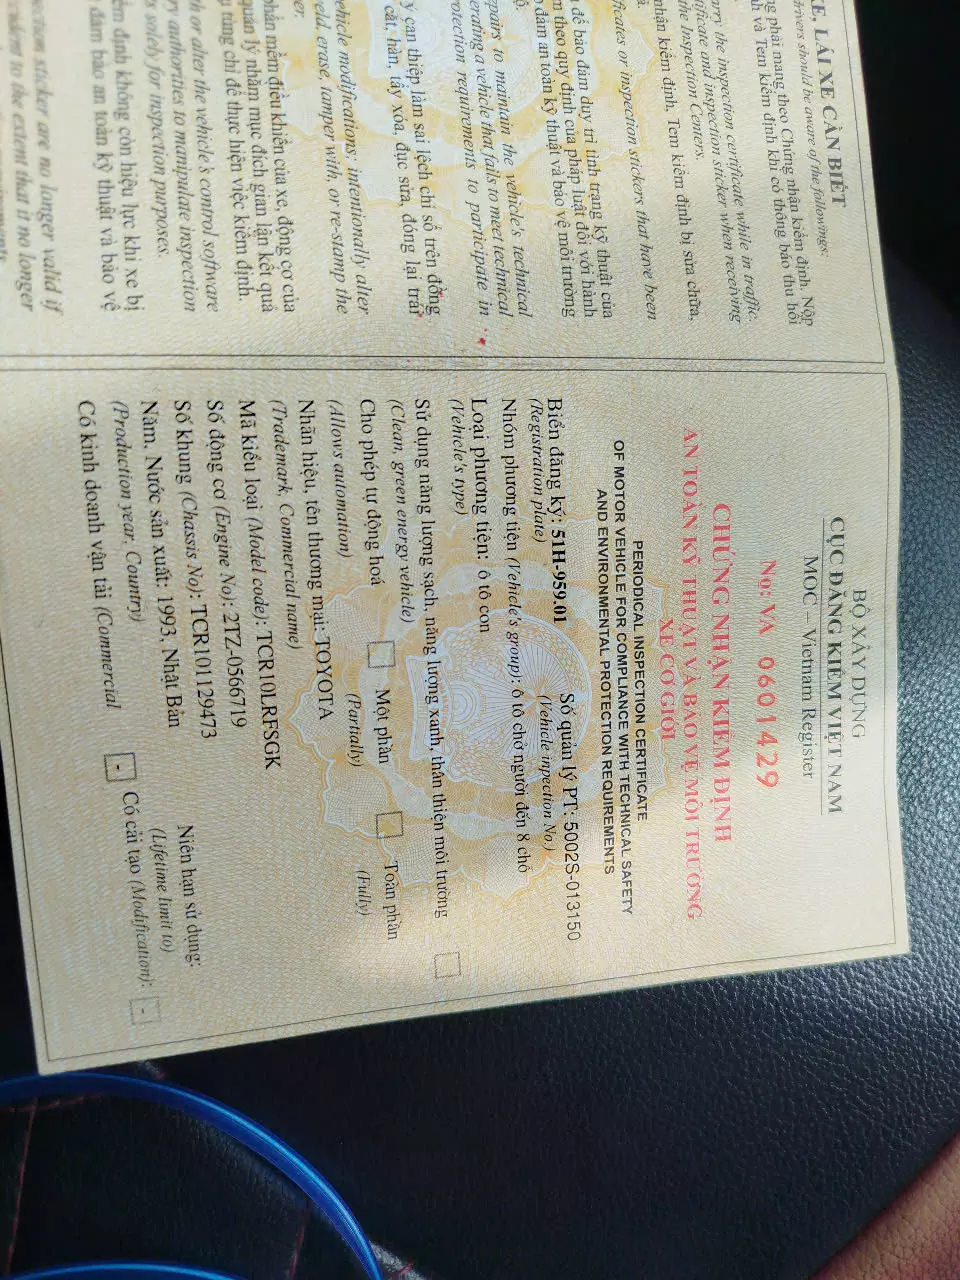 E, LÁI XE CẦN BIẾT
drivers should be aware of the followings:
phải mang theo Chứng nhận kiểm định. Nộp
và Tem kiểm định khi có thông báo thu hồi
the inspection certificate while in traffic.
certificate and inspection sticker when receiving
the Inspection Centers.
nhận kiểm định, Tem kiểm định bị sửa chữa,
certificates or inspection stickers that have been
để bảo đảm duy trì tình trạng kỹ thuật của
theo quy định của pháp luật đối với hành
đảm an toàn kỹ thuật và bảo vệ môi trường
repairs to maintain the vehicle's technical
operating a vehicle that fails to meet technical
protection requirements to participate in
can thiệp làm sai lệch chỉ số trên đồng
cắt, hàn, tẩy xóa, đục sửa, đóng lại trái
vehicle modifications; intentionally alter
weld, erase, tamper with, or re-stamp the
phần mềm điều khiển của xe, động cơ của
quản lý nhằm mục đích gian lận kết quả
tùng chỉ để thực hiện việc kiểm định.
or alter the vehicle's control software
authorities to manipulate inspection
solely for inspection purposes.
định không còn hiệu lực khi xe bị
đảm bảo an toàn kỹ thuật và bảo vệ
sticker are no longer valid if
to the extent that it no longer
BỘ XÂY DỰNG
CỤC ĐĂNG KIỂM VIỆT NAM
MOC – Vietnam Register
No: VA 0601429
CHỨNG NHẬN KIỂM ĐỊNH
AN TOÀN KỸ THUẬT VÀ BẢO VỆ MÔI TRƯỜNG
XE CƠ GIỚI
PERIODICAL INSPECTION CERTIFICATE
OF MOTOR VEHICLE FOR COMPLIANCE WITH TECHNICAL SAFETY
AND ENVIRONMENTAL PROTECTION REQUIREMENTS
Biển đăng ký: 51H-959.01 Số quản lý PT: 5002S-013150
(Registration plate) (Vehicle inpection No.)
Nhóm phương tiện (Vehicle's group): ô tô chở người đến 8 chỗ
Loại phương tiện: ô tô con
(Vehicle's type)
Sử dụng năng lượng sạch, năng lượng xanh, thân thiện môi trường
(Clean, green energy vehicle)
Cho phép tự động hoá Một phần Toàn phần
(Allows automation) (Partially) (Fully)
Nhãn hiệu, tên thương mại: TOYOTA
(Trademark, Commercial name)
Mã kiểu loại (Model code): TCR10LRFSGK
Số động cơ (Engine No): 2TZ-0566719
Số khung (Chassis No): TCR101129473
Năm, Nước sản xuất: 1993, Nhật Bản Niên hạn sử dụng:
(Production year, Country) (Lifetime limit to)
Có kinh doanh vận tải (Commercial - Có cải tạo (Modification): -